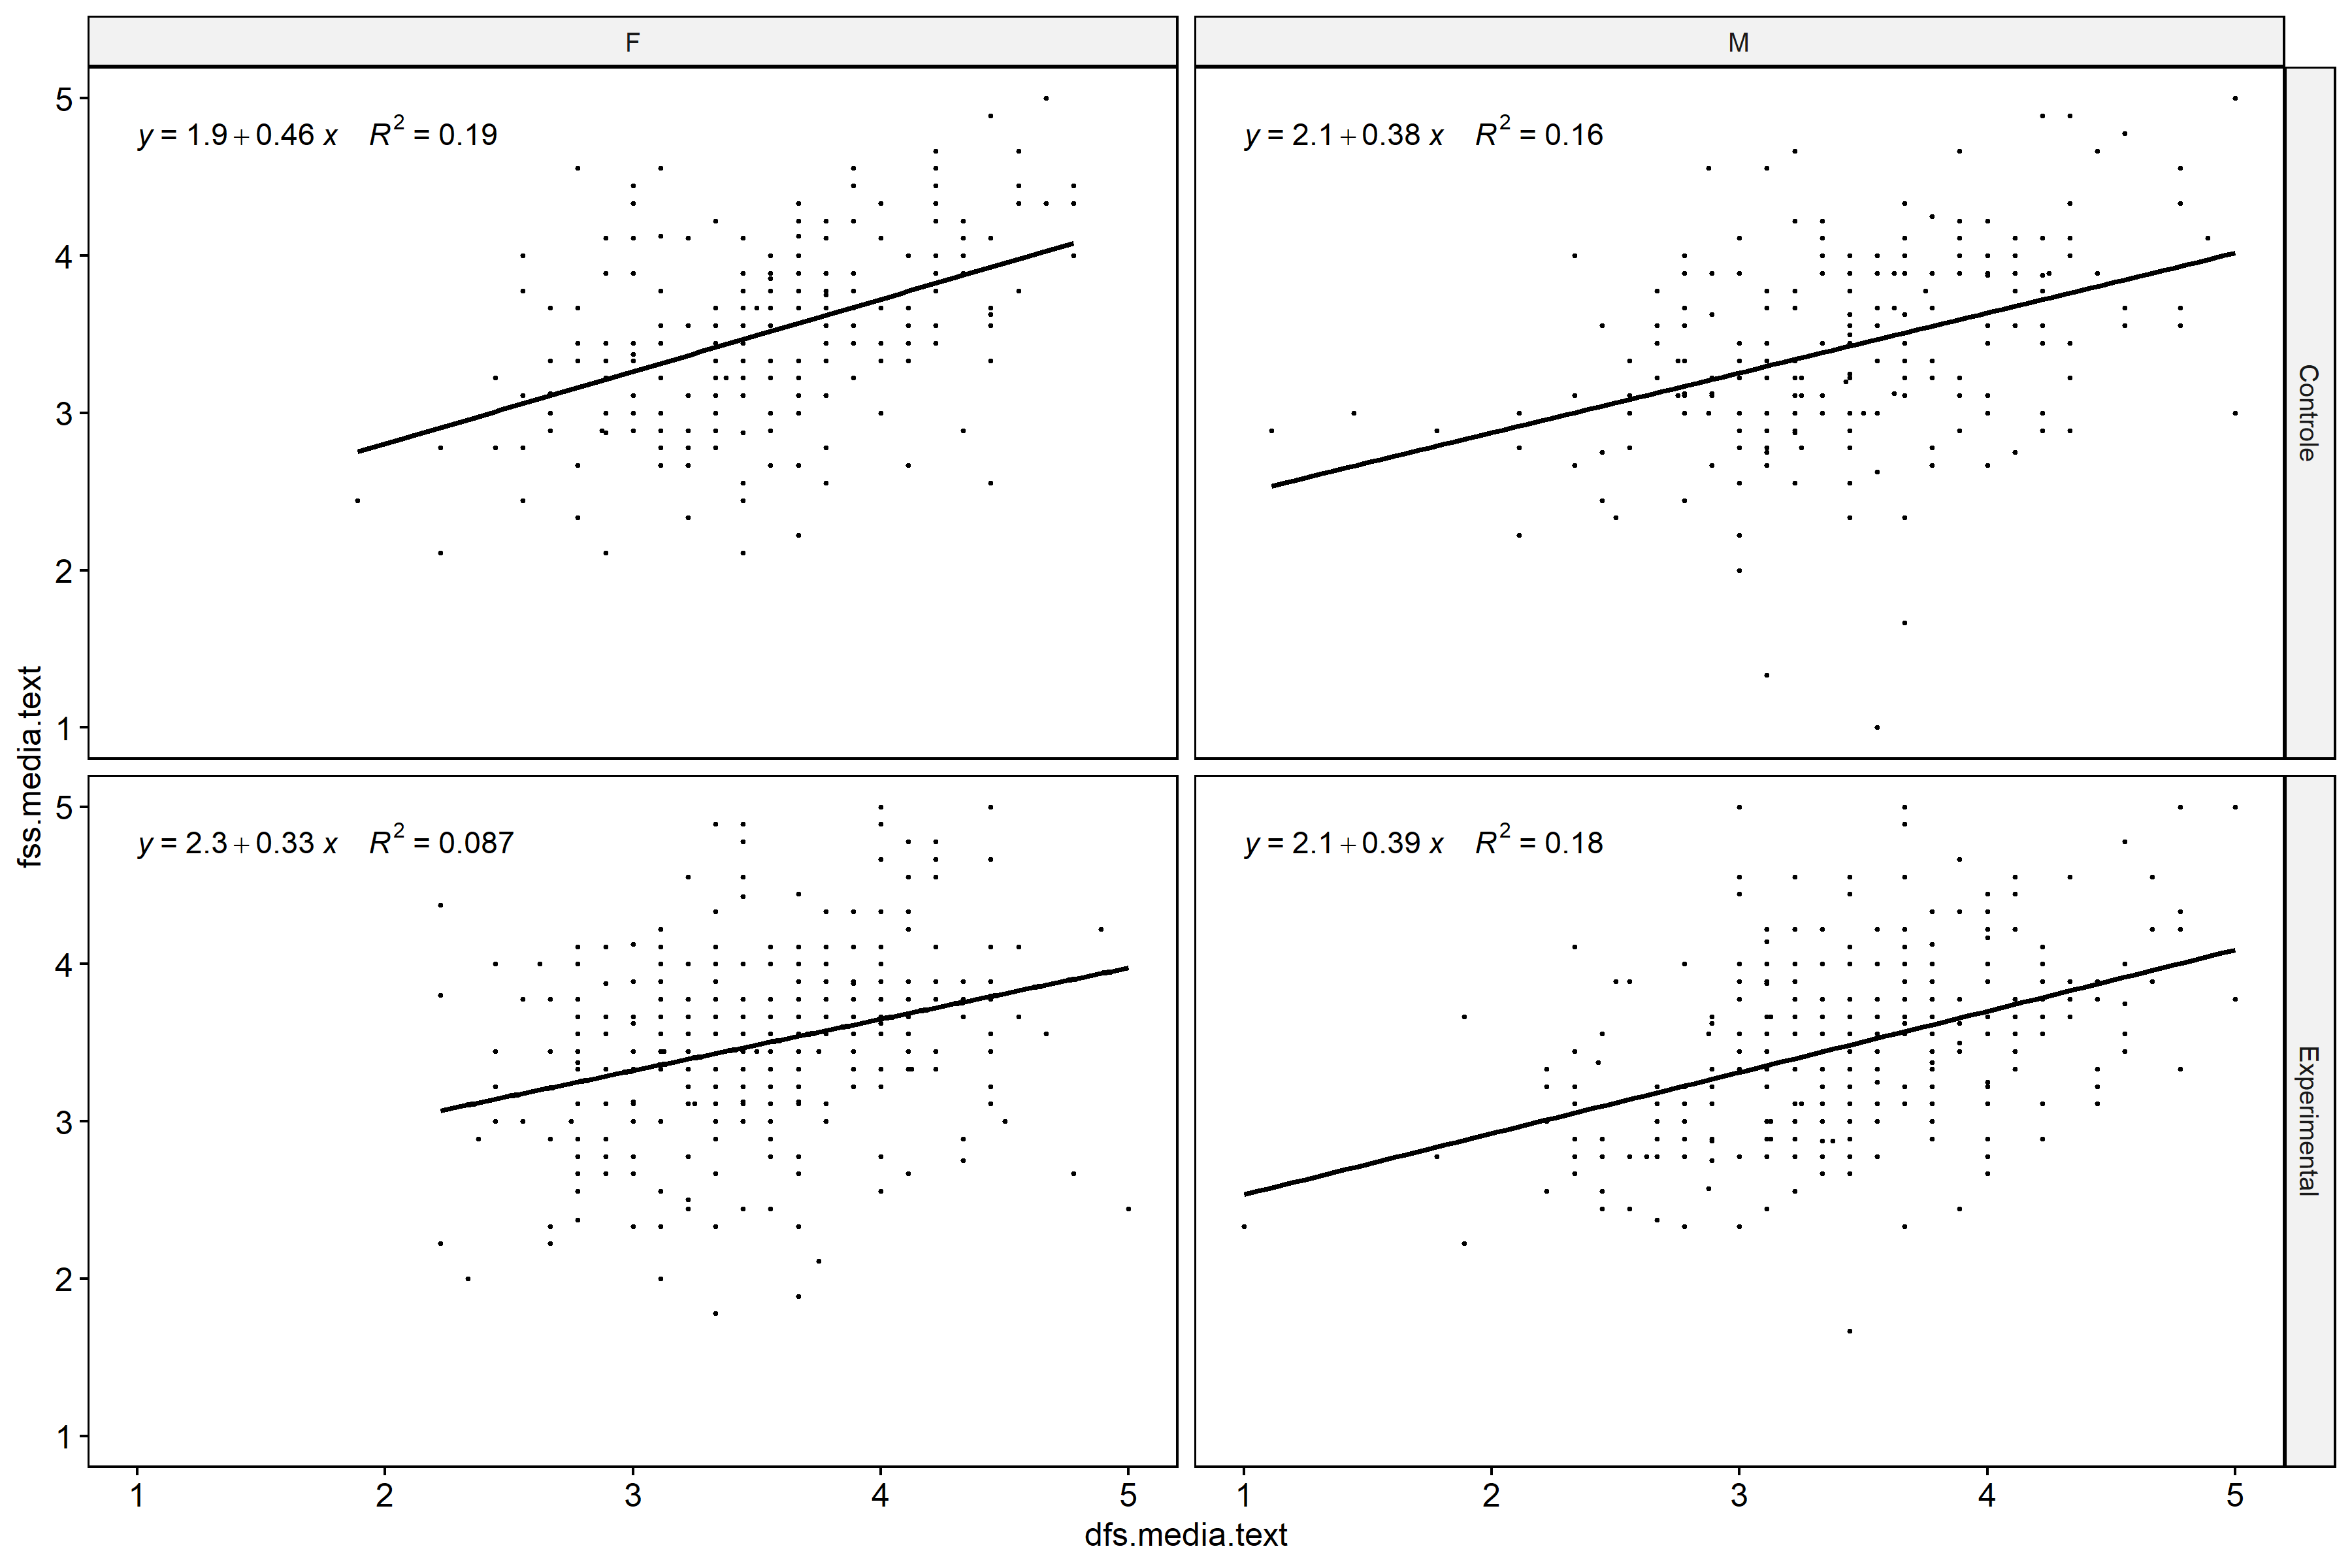 F
M
5
4
3
2
1
y = 1.9 + 0.46 x R² = 0.19
y = 2.1 + 0.38 x R² = 0.16
Controle
fss.media.text
5
4
3
2
1
y = 2.3 + 0.33 x R² = 0.087
y = 2.1 + 0.39 x R² = 0.18
Experimental
1 2 3 4 5
1 2 3 4 5
dfs.media.text